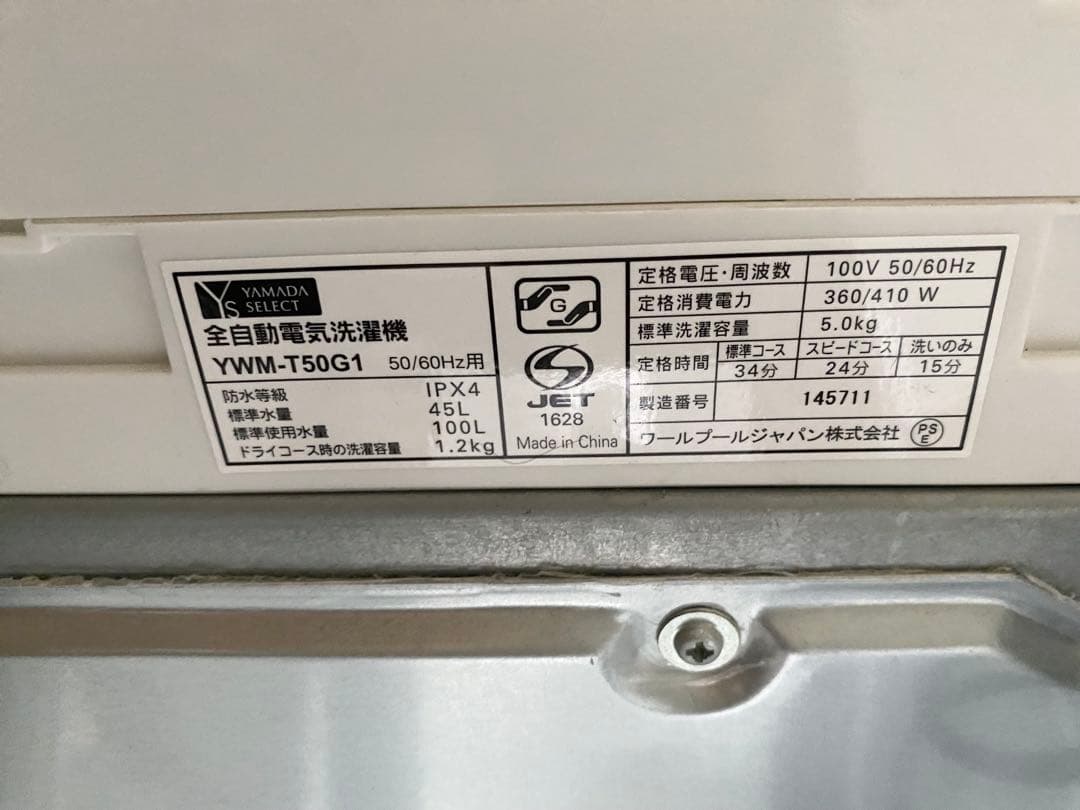 YS YAMADA SELECT
全自動電気洗濯機
YWM-T50G1 50/60Hz用
防水等級 IPX4
標準水量 45L
標準使用水量 100L
ドライコース時の洗濯容量 1.2kg
G
S
JET
1628
Made in China
定格電圧・周波数 100V 50/60Hz
定格消費電力 360/410 W
標準洗濯容量 5.0kg
定格時間 標準コース スピードコース 洗いのみ
34分 24分 15分
製造番号 145711
ワールプールジャパン株式会社 PSE